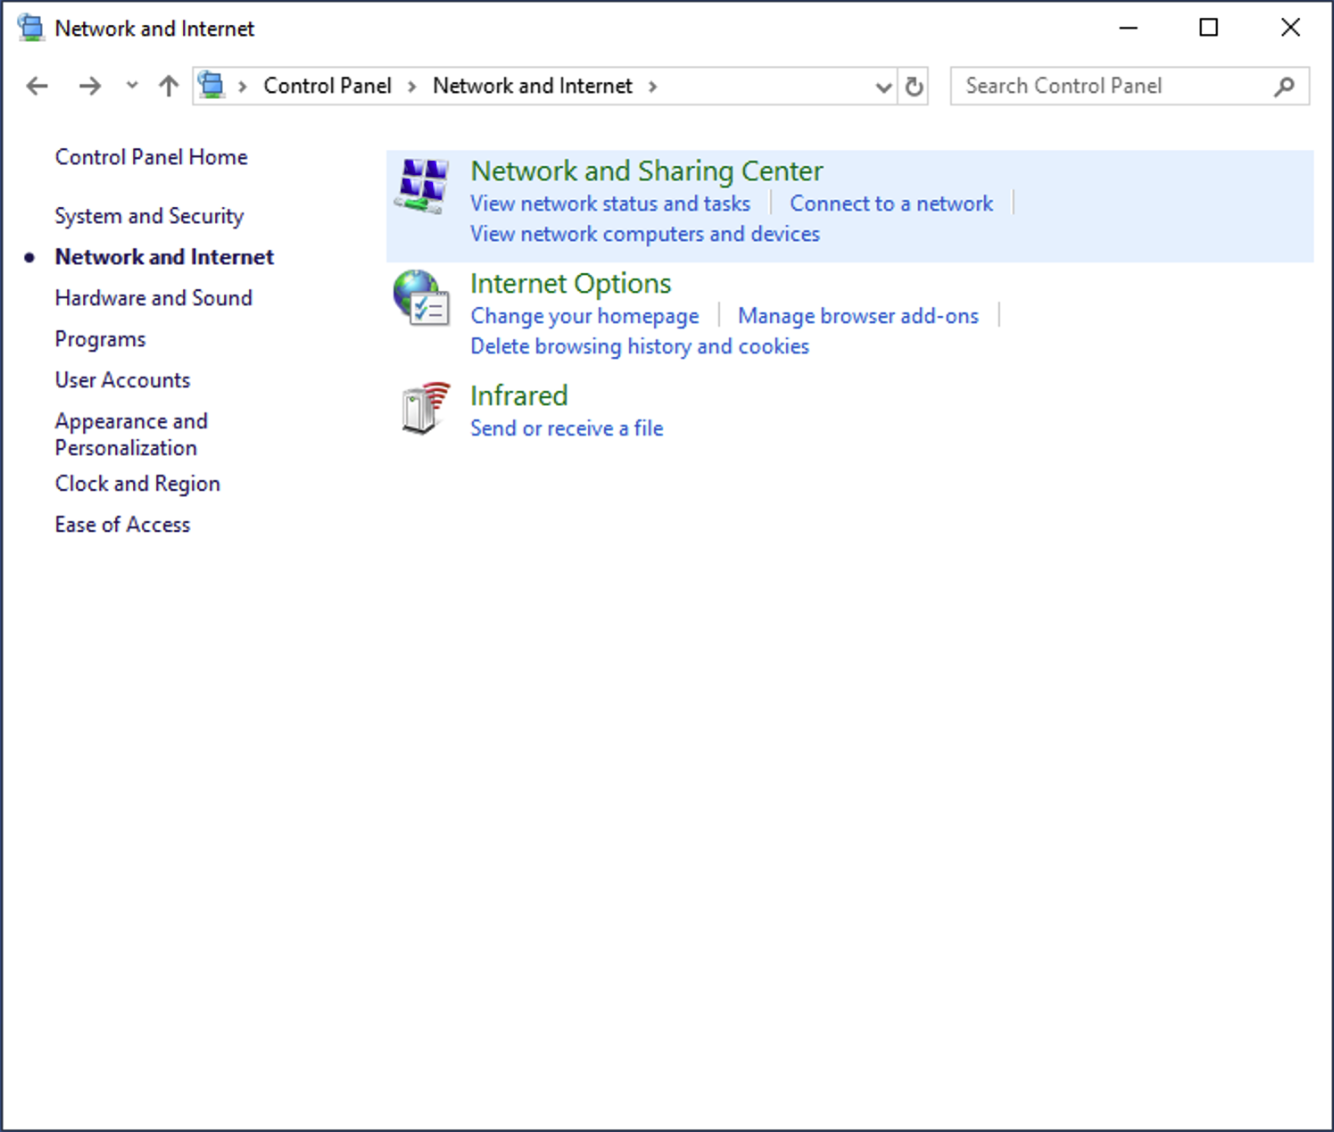 Network and Internet
Control Panel > Network and Internet >
Search Control Panel
Control Panel Home
System and Security
Network and Internet
Hardware and Sound
Programs
User Accounts
Appearance and
Personalization
Clock and Region
Ease of Access
Network and Sharing Center
View network status and tasks | Connect to a network |
View network computers and devices
Internet Options
Change your homepage | Manage browser add-ons |
Delete browsing history and cookies
Infrared
Send or receive a file